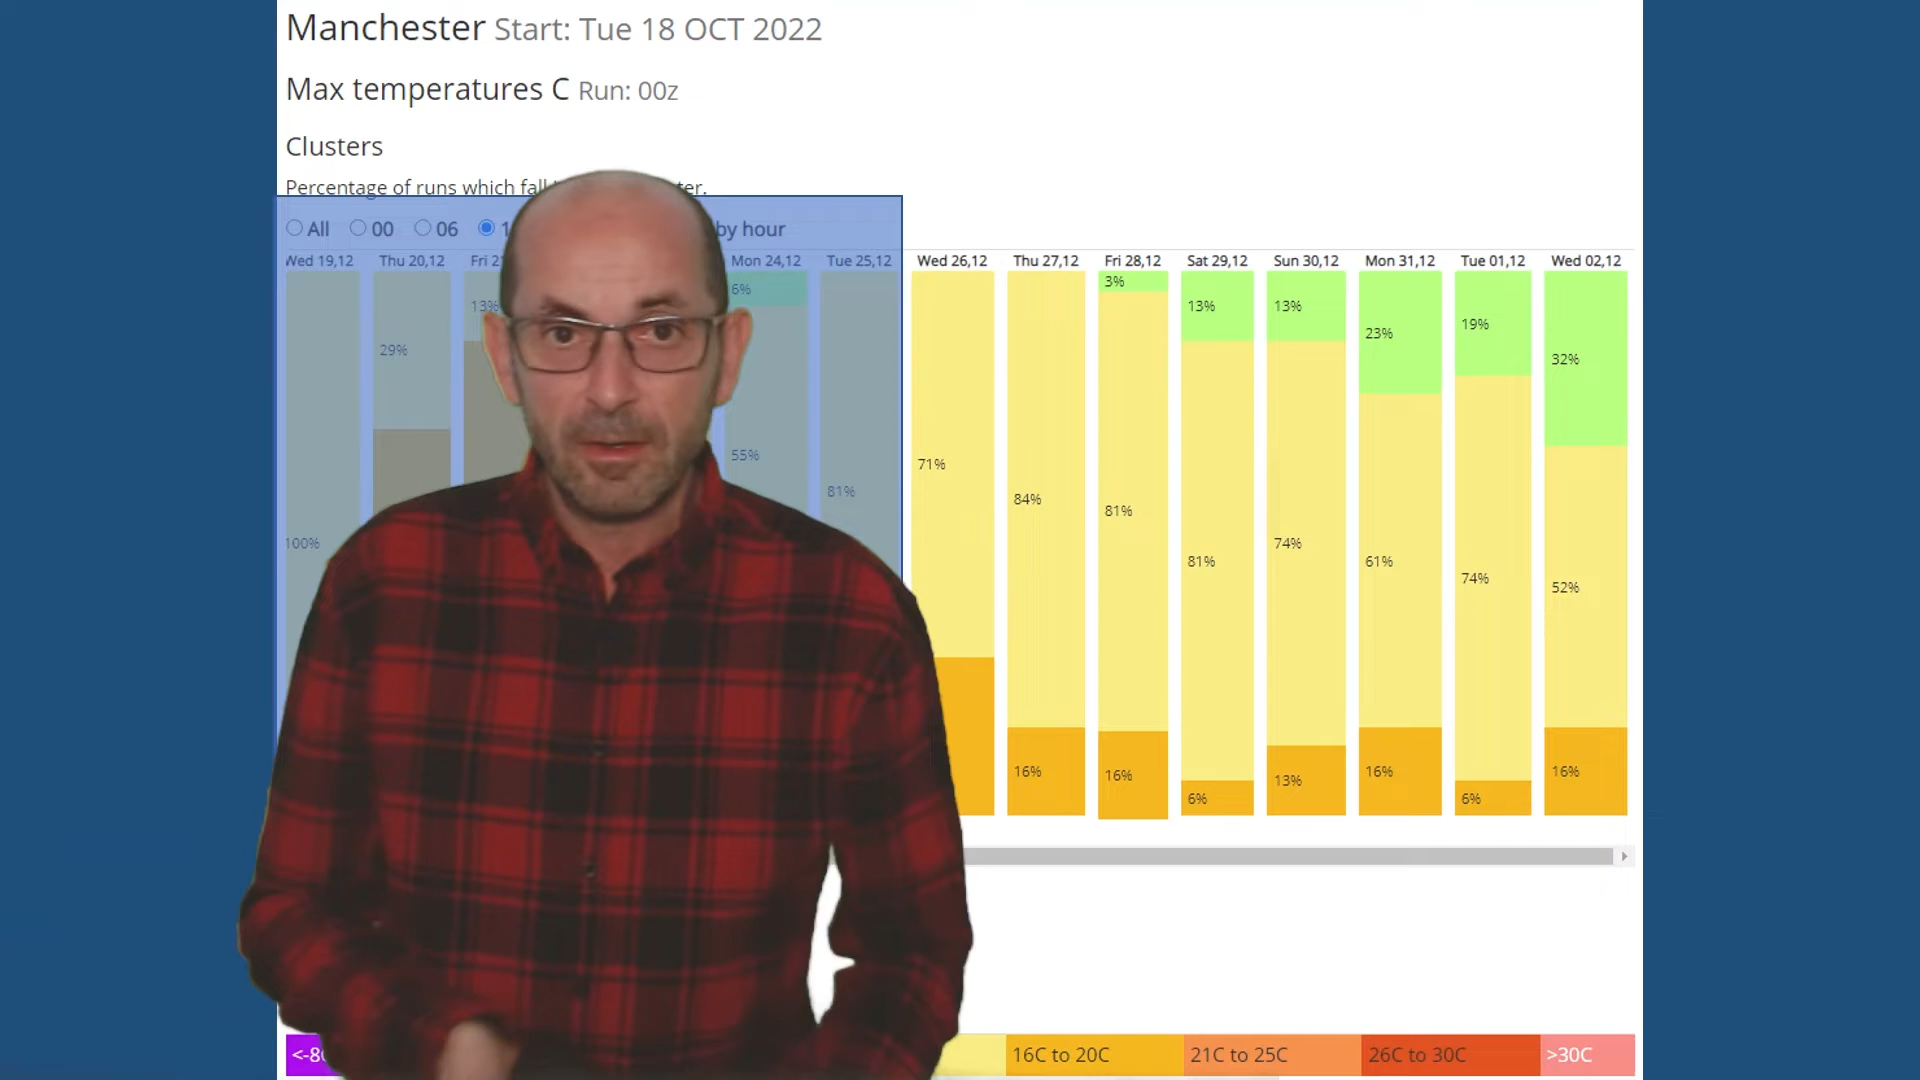 Manchester Start: Tue 18 OCT 2022
Max temperatures C Run: 00z
Clusters
Percentage of runs which fall
All 00 06 by hour
Wed 19,12 Thu 20,12 Fri Mon 24,12 Tue 25,12 Wed 26,12 Thu 27,12 Fri 28,12 Sat 29,12 Sun 30,12 Mon 31,12 Tue 01,12 Wed 02,12
3%
6%
13% 13% 13%
19%
23%
29% 32%
55%
71%
81% 84%
81%
100% 74%
81% 61%
74% 52%
16% 16% 13% 16% 16%
6% 6%
<-8 16C to 20C 21C to 25C 26C to 30C >30C